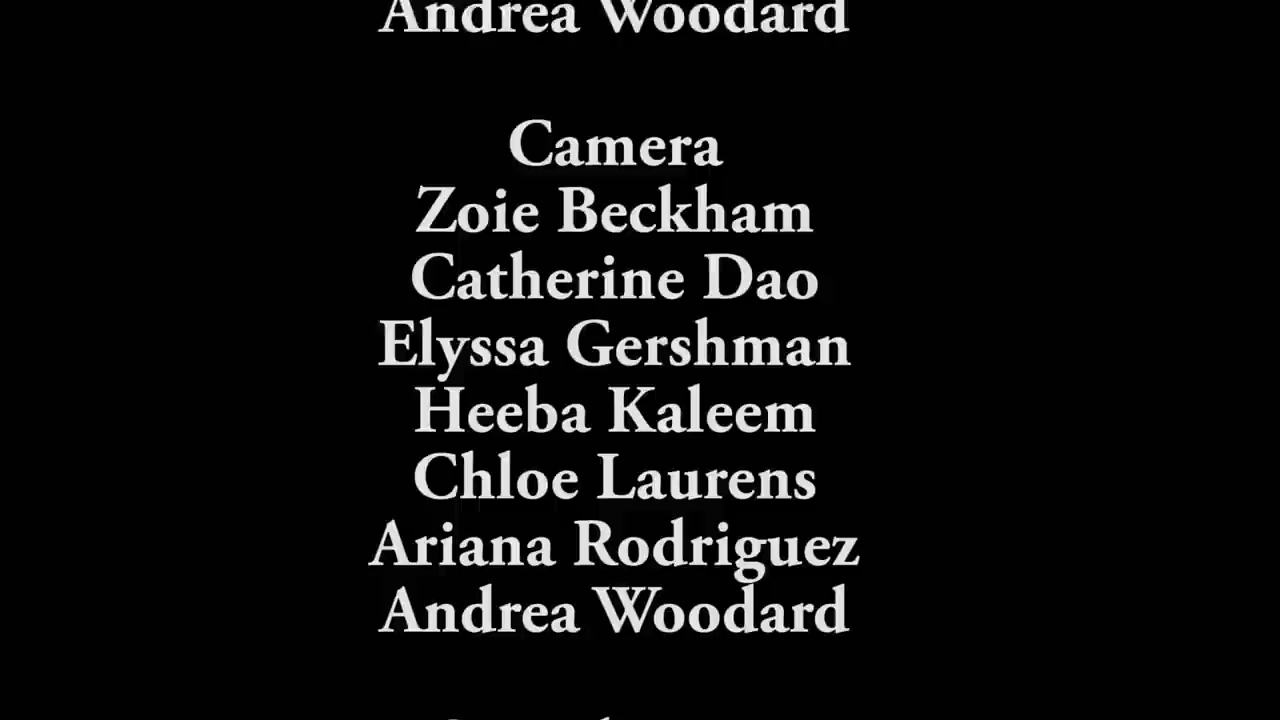 Andrea Woodard
Camera
Zoie Beckham
Catherine Dao
Elyssa Gershman
Heeba Kaleem
Chloe Laurens
Ariana Rodriguez
Andrea Woodard